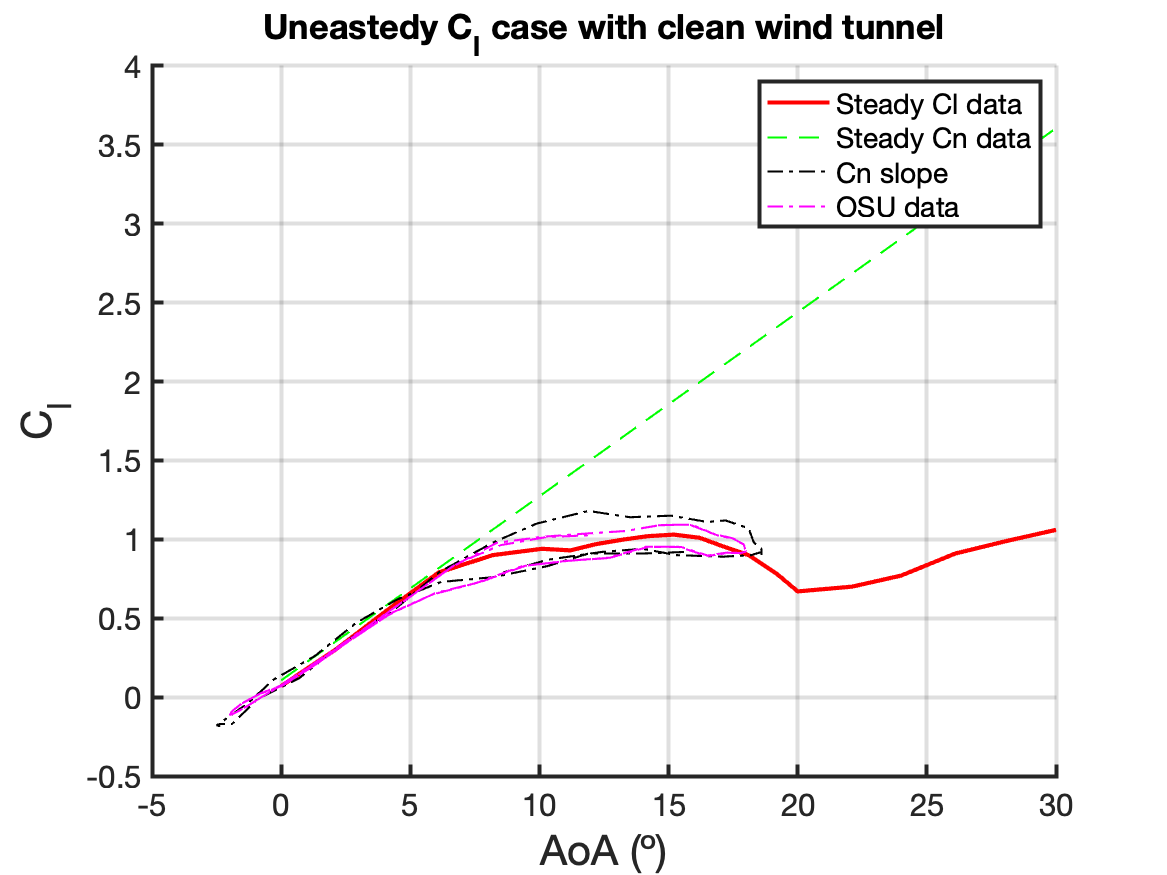 Uneastedy Cl case with clean wind tunnel
4
3.5
3
2.5
2
1.5
1
0.5
0
-0.5
Cl
Steady Cl data
Steady Cn data
Cn slope
OSU data
-5 0 5 10 15 20 25 30
AoA (º)